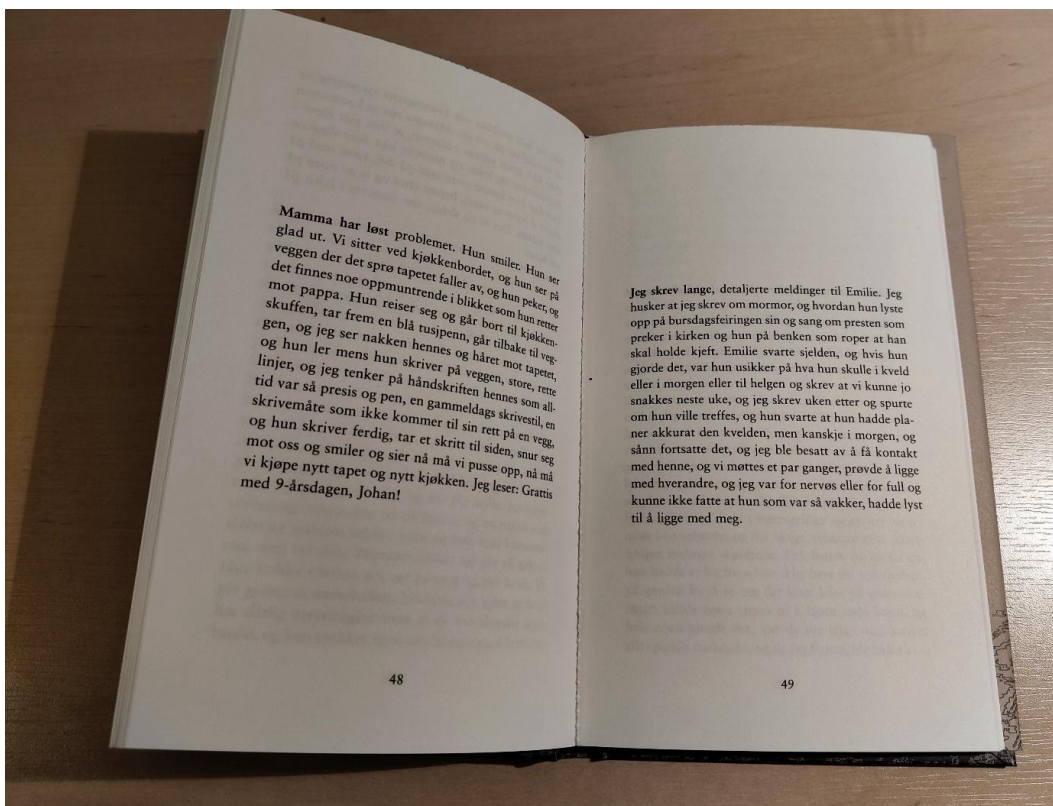 Mamma har løst problemet. Hun smiler. Hun ser
glad ut. Vi sitter ved kjøkkenbordet, og hun ser på
veggen der det sprø tapetet faller av, og hun peker, og
det finnes noe oppmuntrende i blikket som hun retter
mot pappa. Hun reiser seg og går bort til kjøkken-
skuffen, tar frem en blå tusjpenn, går tilbake til veg-
gen, og jeg ser nakken hennes og håret mot tapetet,
og hun ler mens hun skriver på veggen, store, rette
linjer, og jeg tenker på håndskriften hennes som all-
tid var så presis og pen, en gammeldags skrivestil, en
skrivemåte som ikke kommer til sin rett på en vegg,
og hun skriver ferdig, tar et skritt til siden, snur seg
mot oss og smiler og sier nå må vi pusse opp, nå må
vi kjøpe nytt tapet og nytt kjøkken. Jeg leser: Grattis
med 9-årsdagen, Johan!
48
Jeg skrev lange, detaljerte meldinger til Emilie. Jeg
husker at jeg skrev om mormor, og hvordan hun lyste
opp på bursdagsfeiringen sin og sang om presten som
preker i kirken og hun på benken som roper at han
skal holde kjeft. Emilie svarte sjelden, og hvis hun
gjorde det, var hun usikker på hva hun skulle i kveld
eller i morgen eller til helgen og skrev at vi kunne jo
snakkes neste uke, og jeg skrev uken etter og spurte
om hun ville treffes, og hun svarte at hun hadde pla-
ner akkurat den kvelden, men kanskje i morgen, og
sånn fortsatte det, og jeg ble besatt av å få kontakt
med henne, og vi møttes et par ganger, prøvde å ligge
med hverandre, og jeg var for nervøs eller for full og
kunne ikke fatte at hun som var så vakker, hadde lyst
til å ligge med meg.
49